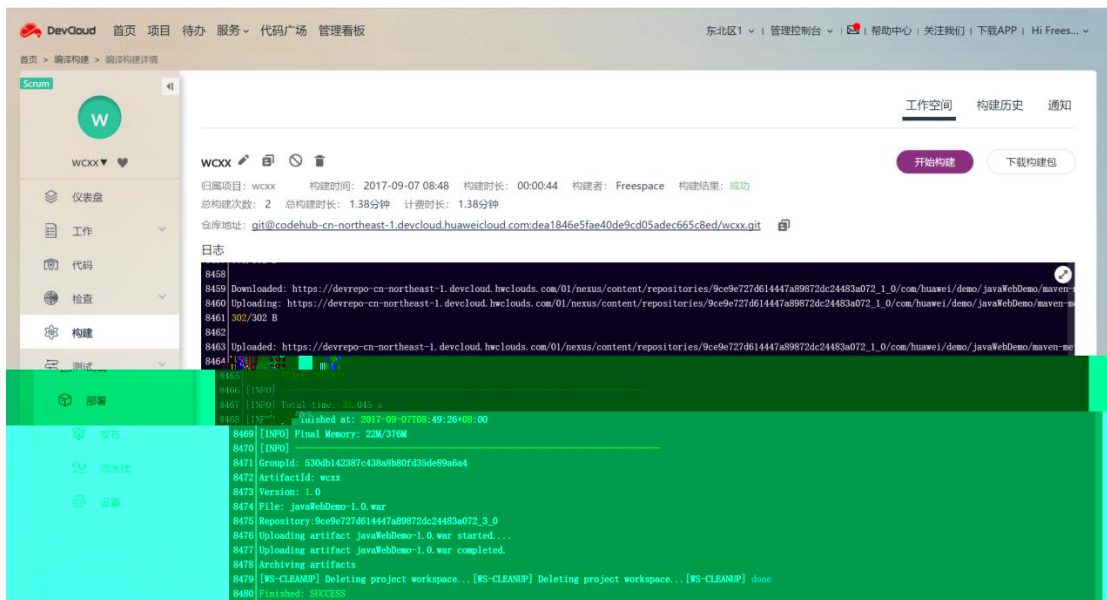 DevCloud 首页 项目 待办 服务 代码广场 管理看板 东北区1 | 管理控制台 | 帮助中心 | 关注我们 | 下载APP | Hi Frees...
首页 > 编译构建 > 编译构建详情
Scrum
W
wcxx
仪表盘
工作
代码
检查
构建
测试
部署
发布
流水线
设置
工作空间 构建历史 通知
wcxx
开始构建 下载构建包
归属项目: wcxx 构建时间: 2017-09-07 08:48 构建时长: 00:00:44 构建者: Freespace 构建结果: 成功
总构建次数: 2 总构建时长: 1.38分钟 计费时长: 1.38分钟
仓库地址: git@codehub-cn-northeast-1.devcloud.huaweicloud.com:dea1846e5fae40de9cd05adec665c8ed/wcxx.git
日志
8458
8459 Downloaded: https://devrepo-cn-northeast-1.devcloud.hwclouds.com/01/nexus/content/repositories/9ce9e727d614447a89872dc24483a072_1_0/com/huawei/demo/javaWebDemo/maven-
8460 Uploading: https://devrepo-cn-northeast-1.devcloud.hwclouds.com/01/nexus/content/repositories/9ce9e727d614447a89872dc24483a072_1_0/com/huawei/demo/javaWebDemo/maven-
8461 302/302 B
8462
8463 Uploaded: https://devrepo-cn-northeast-1.devcloud.hwclouds.com/01/nexus/content/repositories/9ce9e727d614447a89872dc24483a072_1_0/com/huawei/demo/javaWebDemo/maven-me
8464
8465
8466 [INFO]
8467 [INFO] Total time: 38.045 s
8468 [INFO] Finished at: 2017-09-07T08:49:26+08:00
8469 [INFO] Final Memory: 22M/376M
8470 [INFO]
8471 GroupId: 530db142387c438a8b80fd35de89a6a4
8472 ArtifactId: wcxx
8473 Version: 1.0
8474 File: javaWebDemo-1.0.war
8475 Repository:9ce9e727d614447a89872dc24483a072_3_0
8476 Uploading artifact javaWebDemo-1.0.war started....
8477 Uploading artifact javaWebDemo-1.0.war completed.
8478 Archiving artifacts
8479 [WS-CLEANUP] Deleting project workspace...[WS-CLEANUP] Deleting project workspace...[WS-CLEANUP] done
8480 Finished: SUCCESS